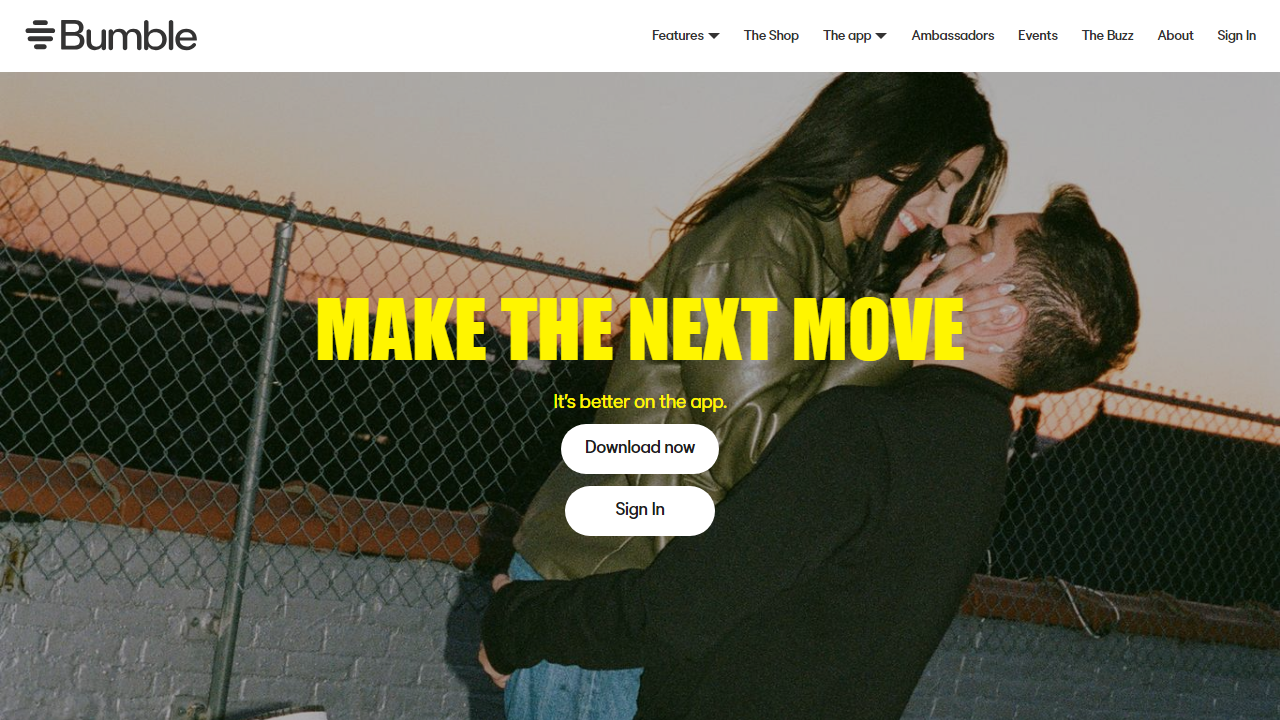 Bumble
Features The Shop The app Ambassadors Events The Buzz About Sign In
MAKE THE NEXT MOVE
It's better on the app.
Download now
Sign In